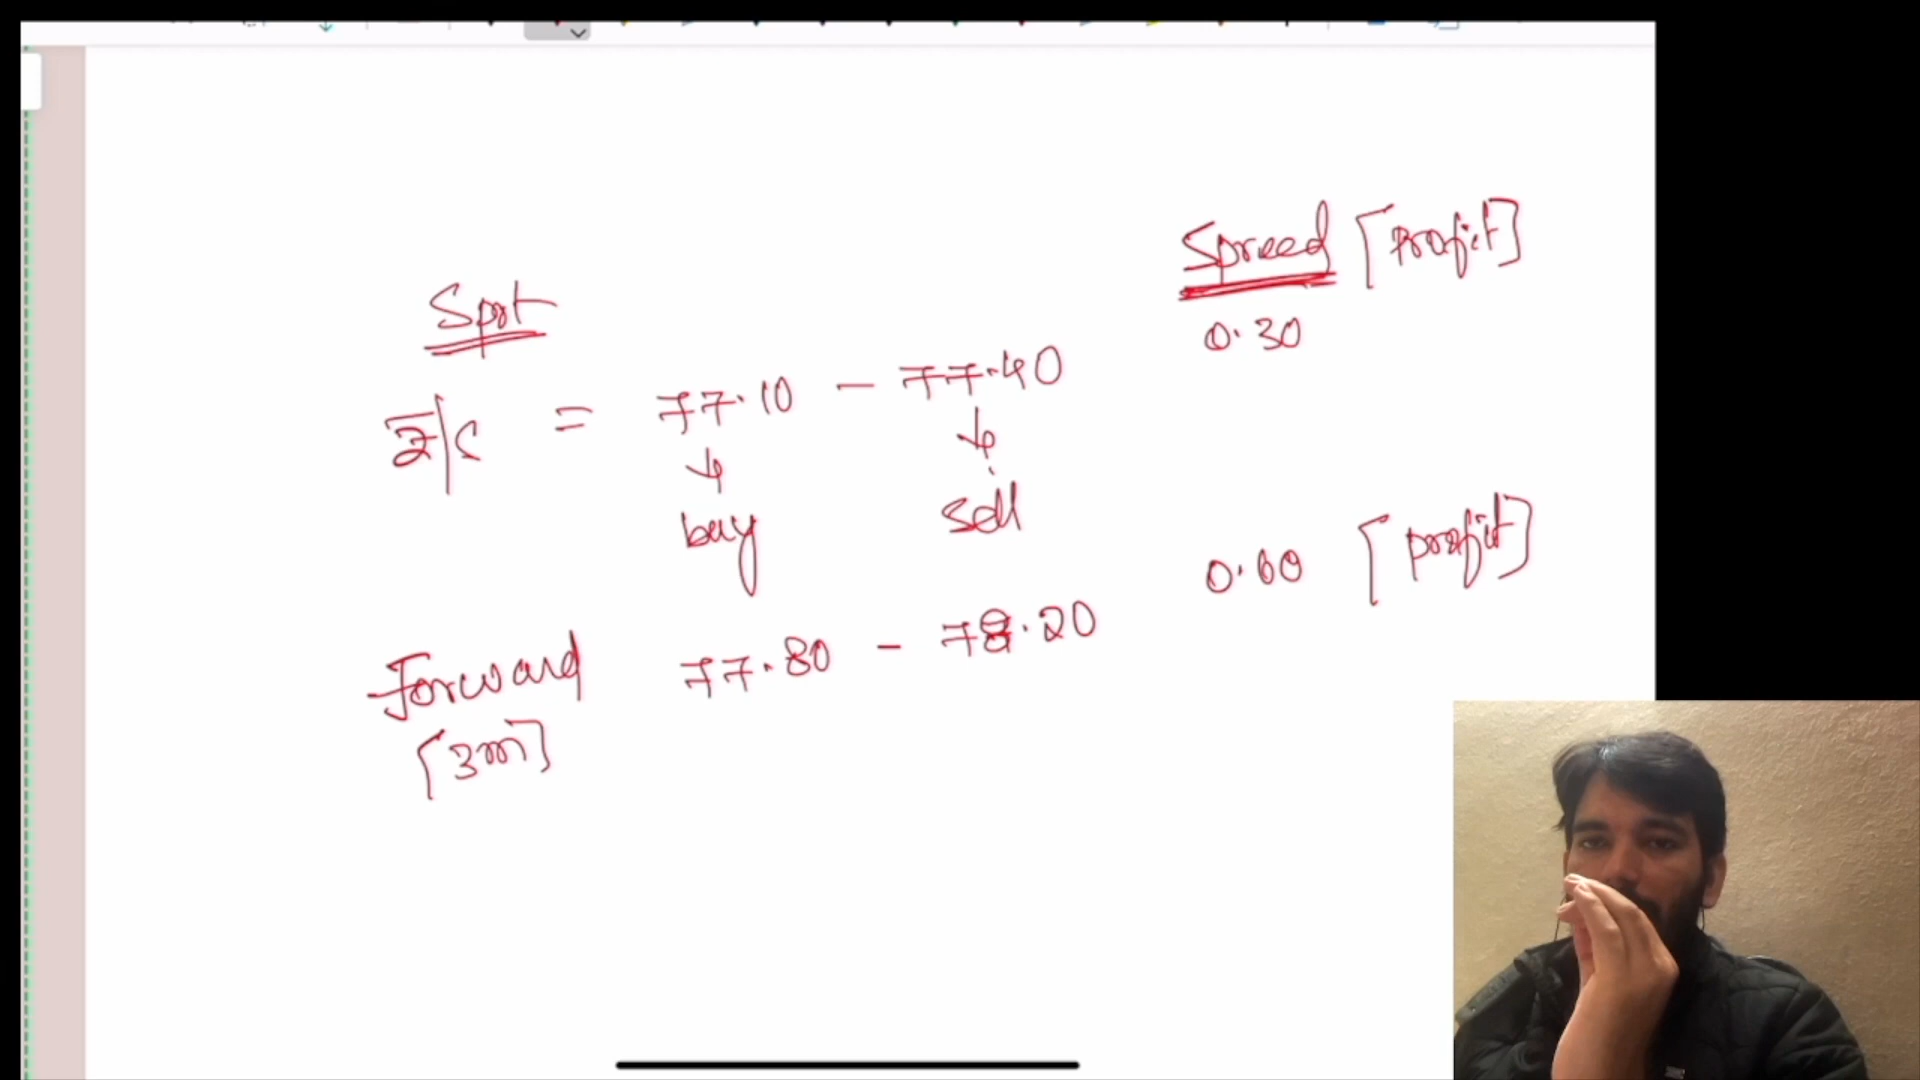 Spread [Profit]
Spot
0.30
₹|$ = 77.10 - 77.40
buy
sell
0.60 [profit]
Forward 77.80 - 78.20
[3m]